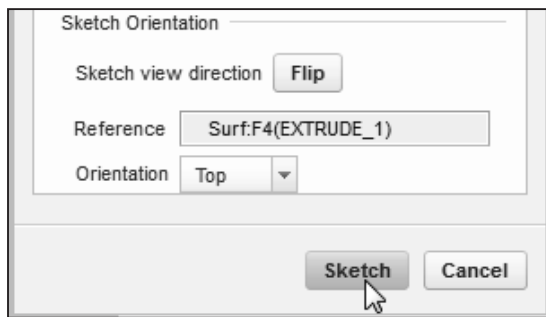 Sketch Orientation
Sketch view direction Flip
Reference Surf:F4(EXTRUDE_1)
Orientation Top
Sketch Cancel